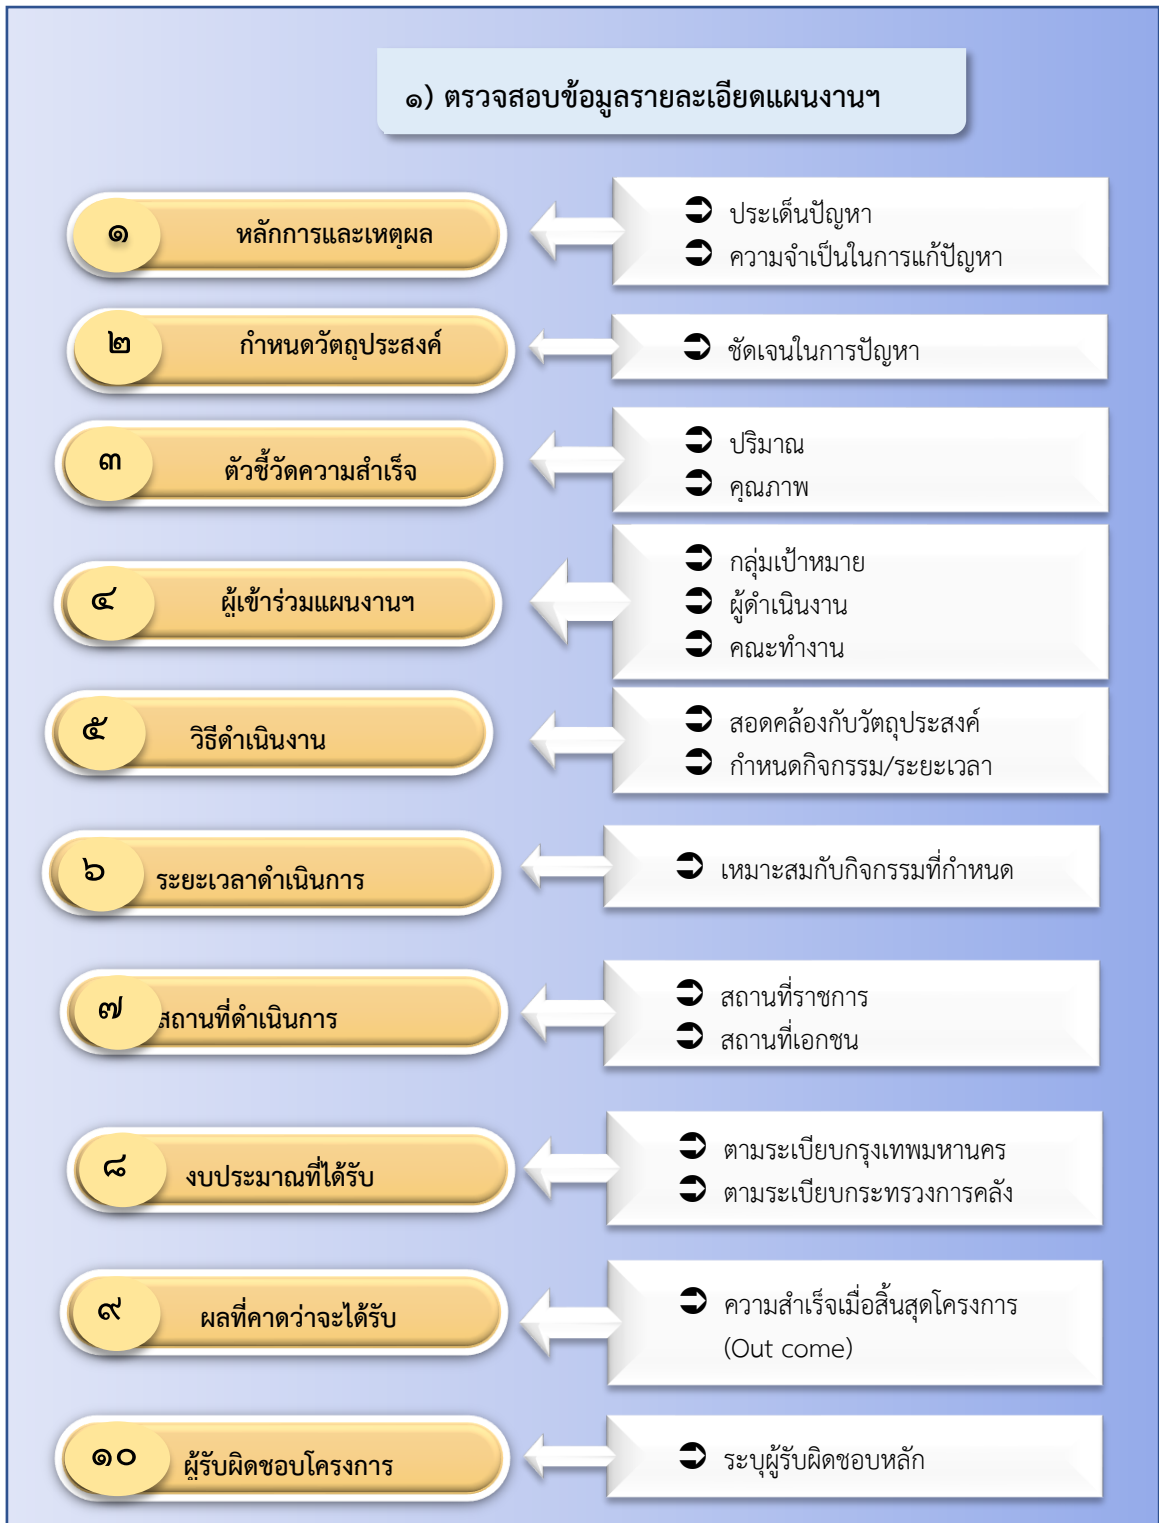 ๑) ตรวจสอบข้อมูลรายละเอียดแผนงานฯ
๑ หลักการและเหตุผล
ประเด็นปัญหา
ความจำเป็นในการแก้ปัญหา
๒ กำหนดวัตถุประสงค์
ชัดเจนในการปัญหา
๓ ตัวชี้วัดความสำเร็จ
ปริมาณ
คุณภาพ
๔ ผู้เข้าร่วมแผนงานฯ
กลุ่มเป้าหมาย
ผู้ดำเนินงาน
คณะทำงาน
๕ วิธีดำเนินงาน
สอดคล้องกับวัตถุประสงค์
กำหนดกิจกรรม/ระยะเวลา
๖ ระยะเวลาดำเนินการ
เหมาะสมกับกิจกรรมที่กำหนด
๗ สถานที่ดำเนินการ
สถานที่ราชการ
สถานที่เอกชน
๘ งบประมาณที่ได้รับ
ตามระเบียบกรุงเทพมหานคร
ตามระเบียบกระทรวงการคลัง
๙ ผลที่คาดว่าจะได้รับ
ความสำเร็จเมื่อสิ้นสุดโครงการ
(Out come)
๑๐ ผู้รับผิดชอบโครงการ
ระบุผู้รับผิดชอบหลัก